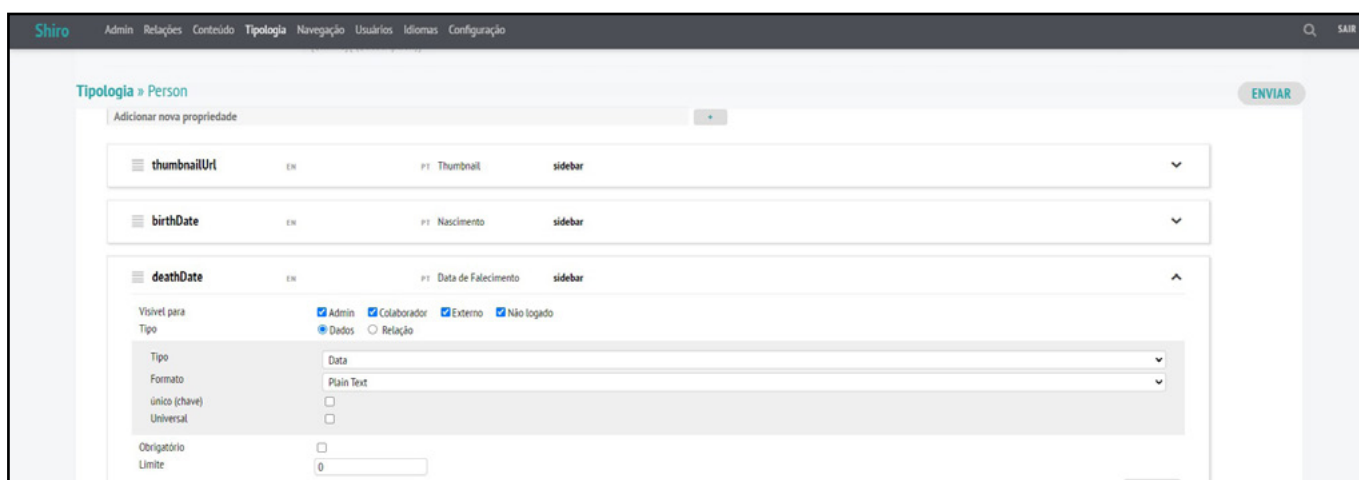 Shiro Admin Relações Conteúdo Tipologia Navegação Usuários Idiomas Configuração SAIR
Tipologia » Person ENVIAR
Adicionar nova propriedade +
thumbnailUrl EN PT Thumbnail sidebar
birthDate EN PT Nascimento sidebar
deathDate EN PT Data de Falecimento sidebar
Visível para Admin Colaborador Externo Não logado
Tipo Dados Relação
Tipo Data
Formato Plain Text
único (chave)
Universal
Obrigatório
Limite 0